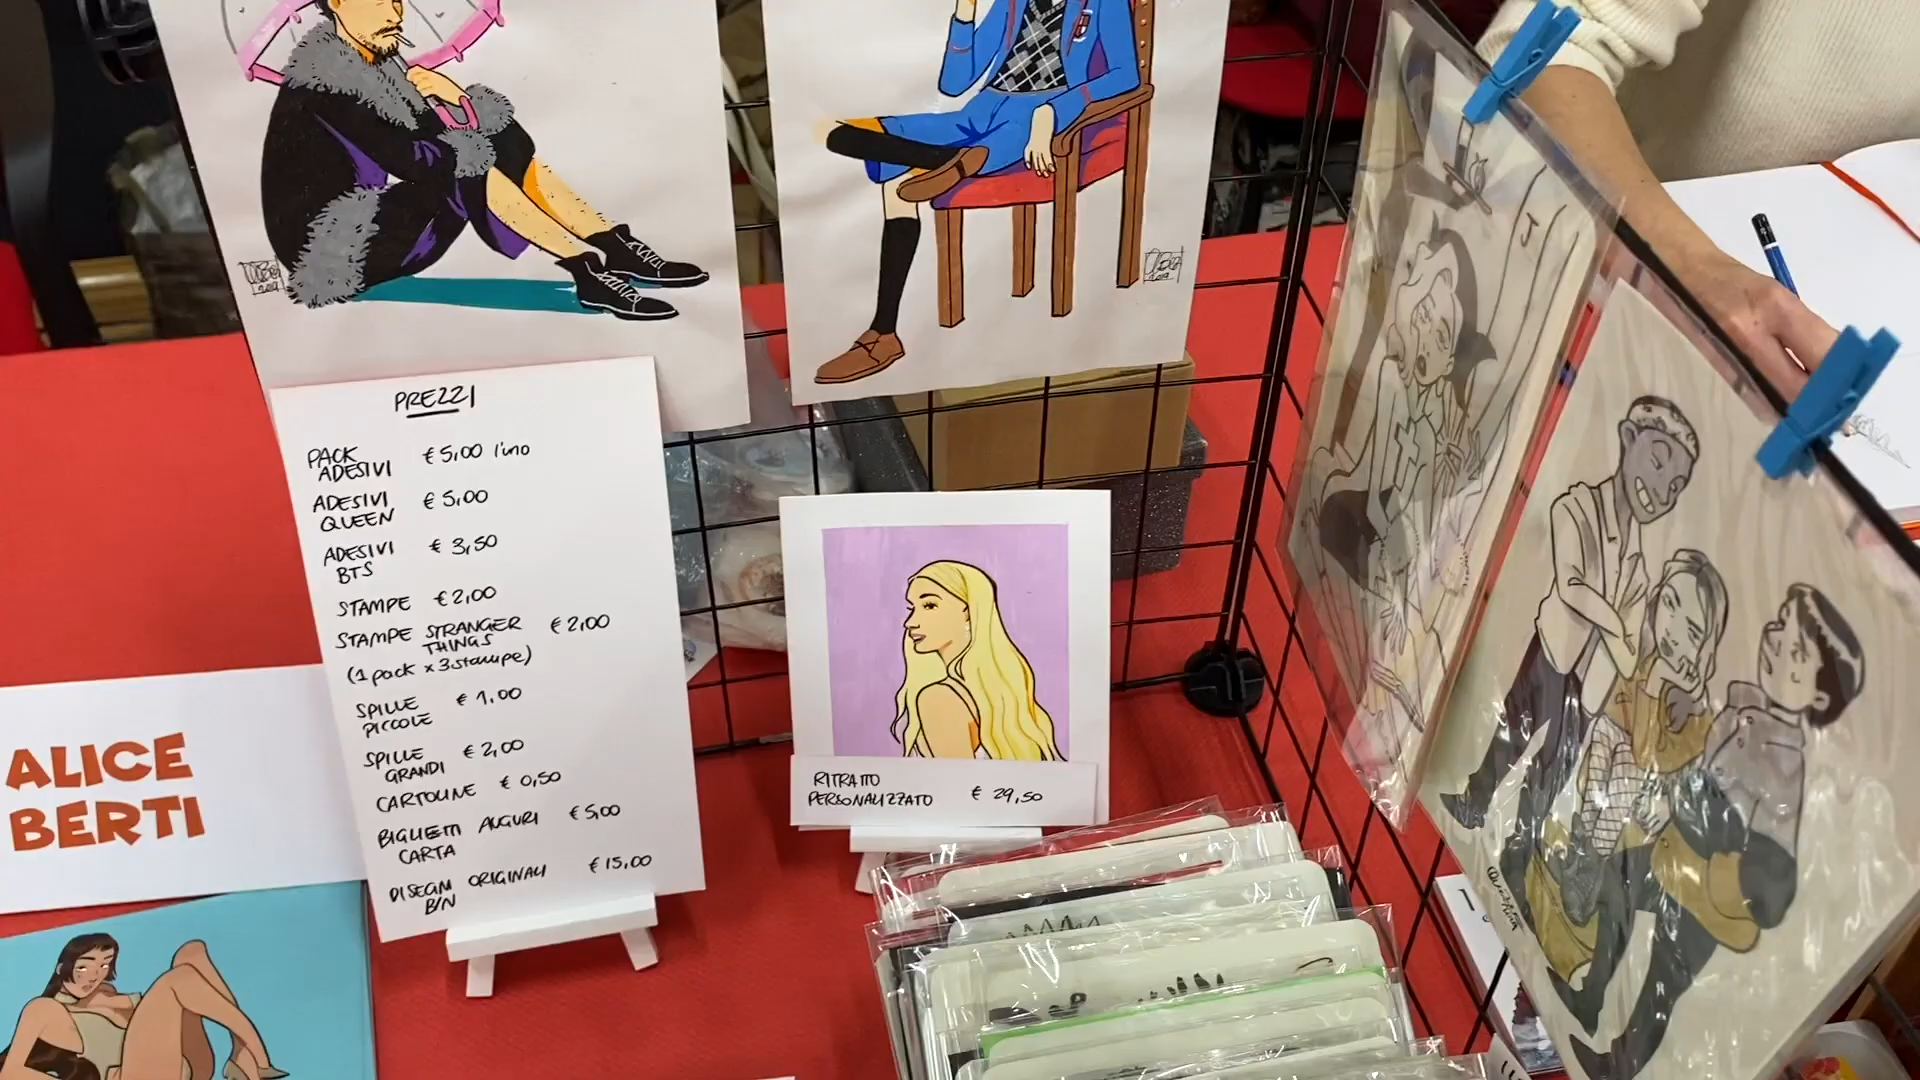 PREZZI
PACK
ADESIVI € 5,00 l'uno
ADESIVI
QUEEN € 5,00
ADESIVI
BTS € 3,50
STAMPE € 2,00
STAMPE STRANGER
THINGS € 2,00
(1 pack x 3 stampe)
SPILLE
PICCOLE € 1,00
SPILLE
GRANDI € 2,00
CARTOLINE € 0,50
BIGLIETTI AUGURI
CARTA € 5,00
DISEGNI ORIGINALI
B/N € 15,00
ALICE
BERTI
RITRATTO
PERSONALIZZATO € 29,50
2019
2019